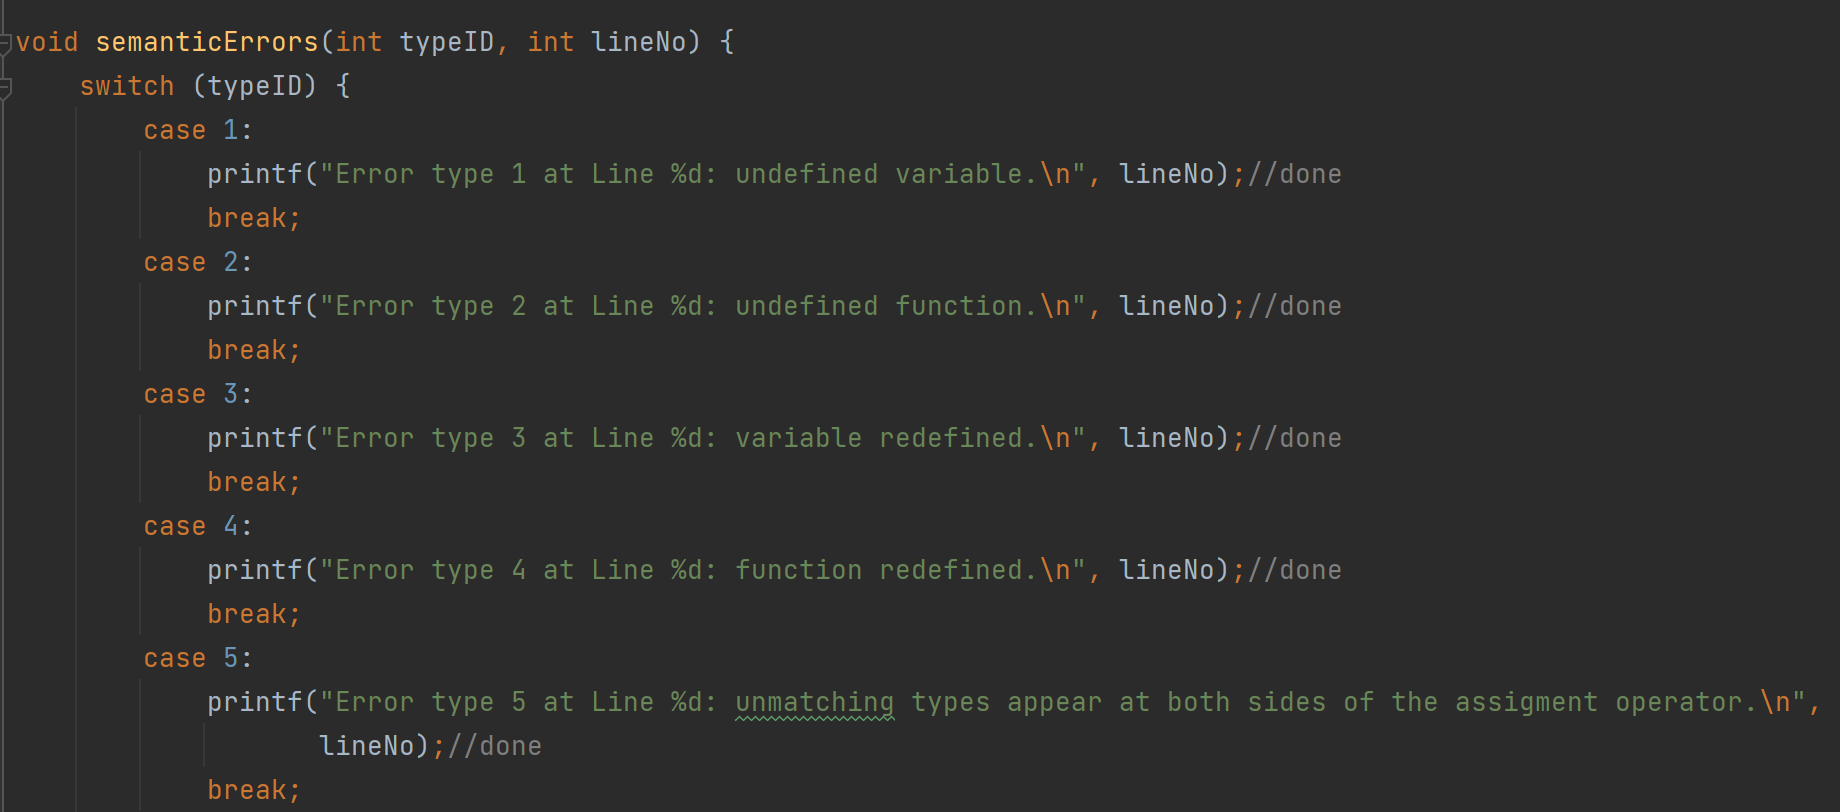 void semanticErrors(int typeID, int lineNo) {
    switch (typeID) {
        case 1:
            printf("Error type 1 at Line %d: undefined variable.\n", lineNo);//done
            break;
        case 2:
            printf("Error type 2 at Line %d: undefined function.\n", lineNo);//done
            break;
        case 3:
            printf("Error type 3 at Line %d: variable redefined.\n", lineNo);//done
            break;
        case 4:
            printf("Error type 4 at Line %d: function redefined.\n", lineNo);//done
            break;
        case 5:
            printf("Error type 5 at Line %d: unmatching types appear at both sides of the assigment operator.\n",
                   lineNo);//done
            break;